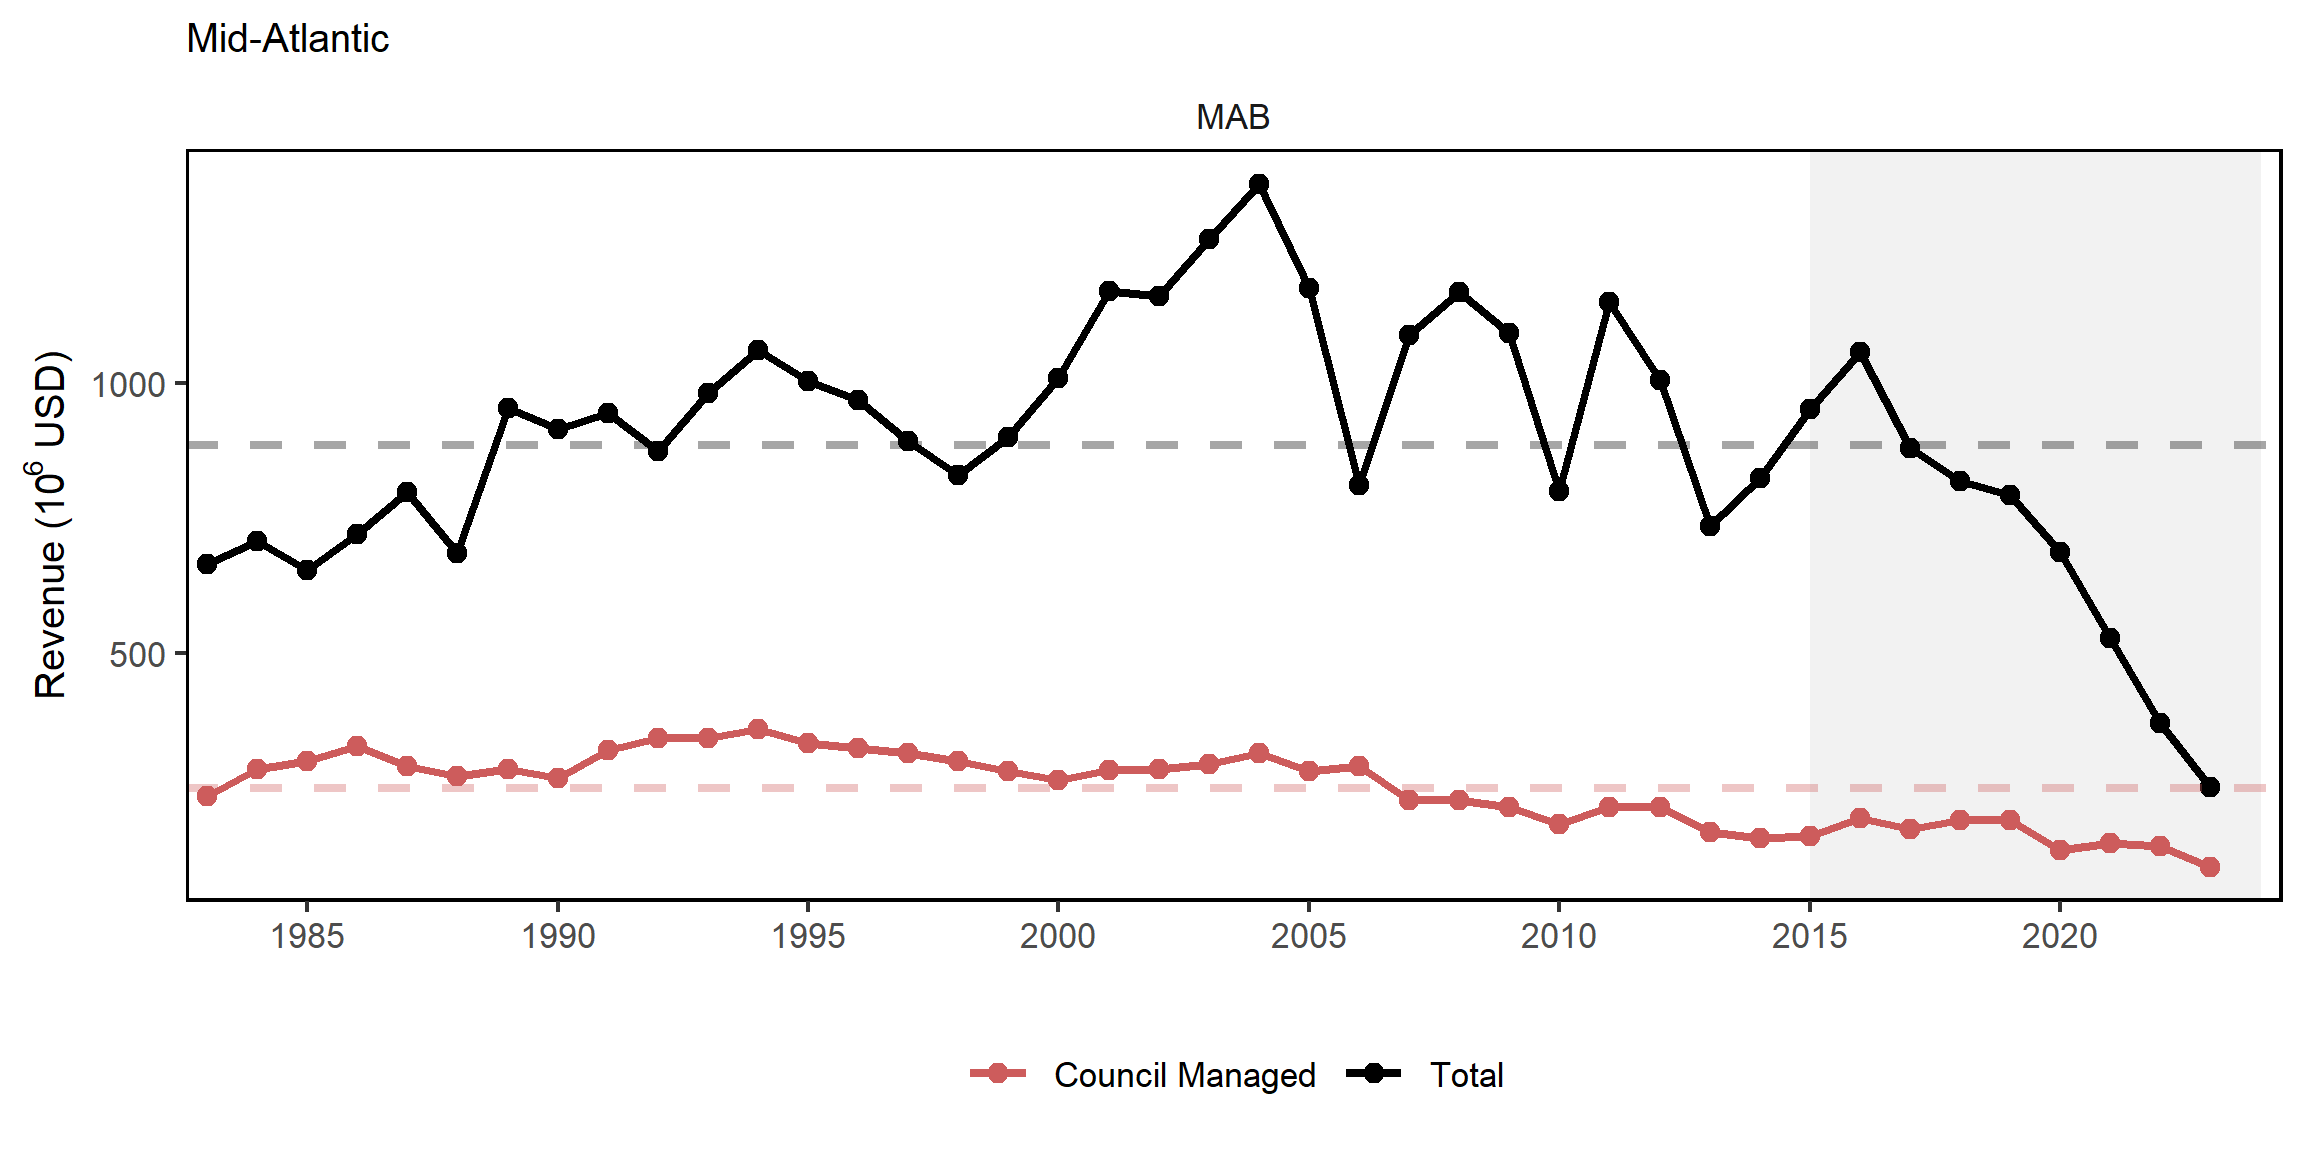 Mid-Atlantic
MAB
Revenue (10⁶ USD)
1000
500
1985 1990 1995 2000 2005 2010 2015 2020
Council Managed Total